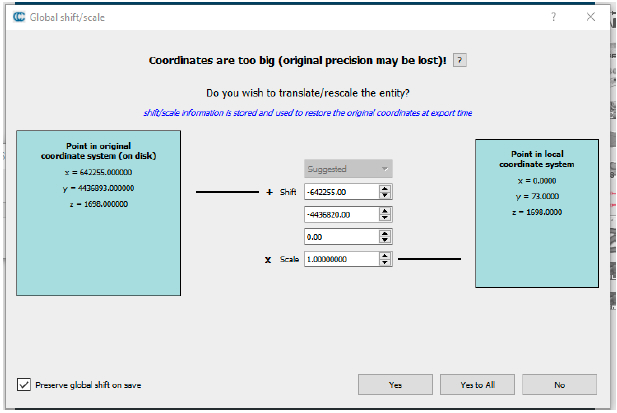 Global shift/scale
Coordinates are too big (original precision may be lost)! ?
Do you wish to translate/rescale the entity?
shift/scale information is stored and used to restore the original coordinates at export time
Point in original
coordinate system (on disk)
x = 642255.000000
y = 4436893.000000
z = 1698.000000
Suggested
+ Shift -642255.00
-4436820.00
0.00
x Scale 1.00000000
Point in local
coordinate system
x = 0.0000
y = 73.0000
z = 1698.0000
Preserve global shift on save
Yes
Yes to All
No